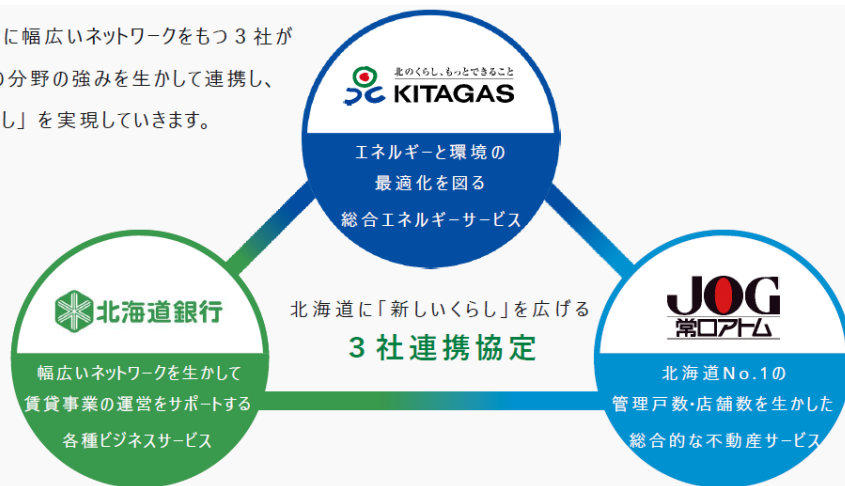 に幅広いネットワークをもつ3社が
分野の強みを生かして連携し、
し」を実現していきます。
北のくらし、もっとできること
KITAGAS
エネルギーと環境の
最適化を図る
総合エネルギーサービス
北海道銀行
幅広いネットワークを生かして
賃貸事業の運営をサポートする
各種ビジネスサービス
北海道に「新しいくらし」を広げる
3社連携協定
JOG
常口アトム
北海道No.1の
管理戸数・店舗数を生かした
総合的な不動産サービス